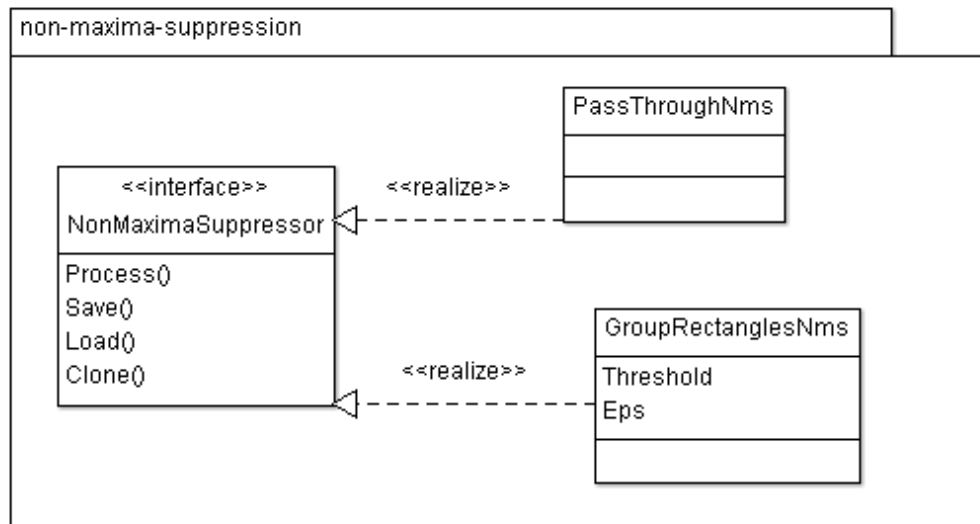 non-maxima-suppression
PassThroughNms
<<interface>>
NonMaximaSuppressor
<<realize>>
Process()
Save()
Load()
Clone()
GroupRectanglesNms
<<realize>>
Threshold
Eps